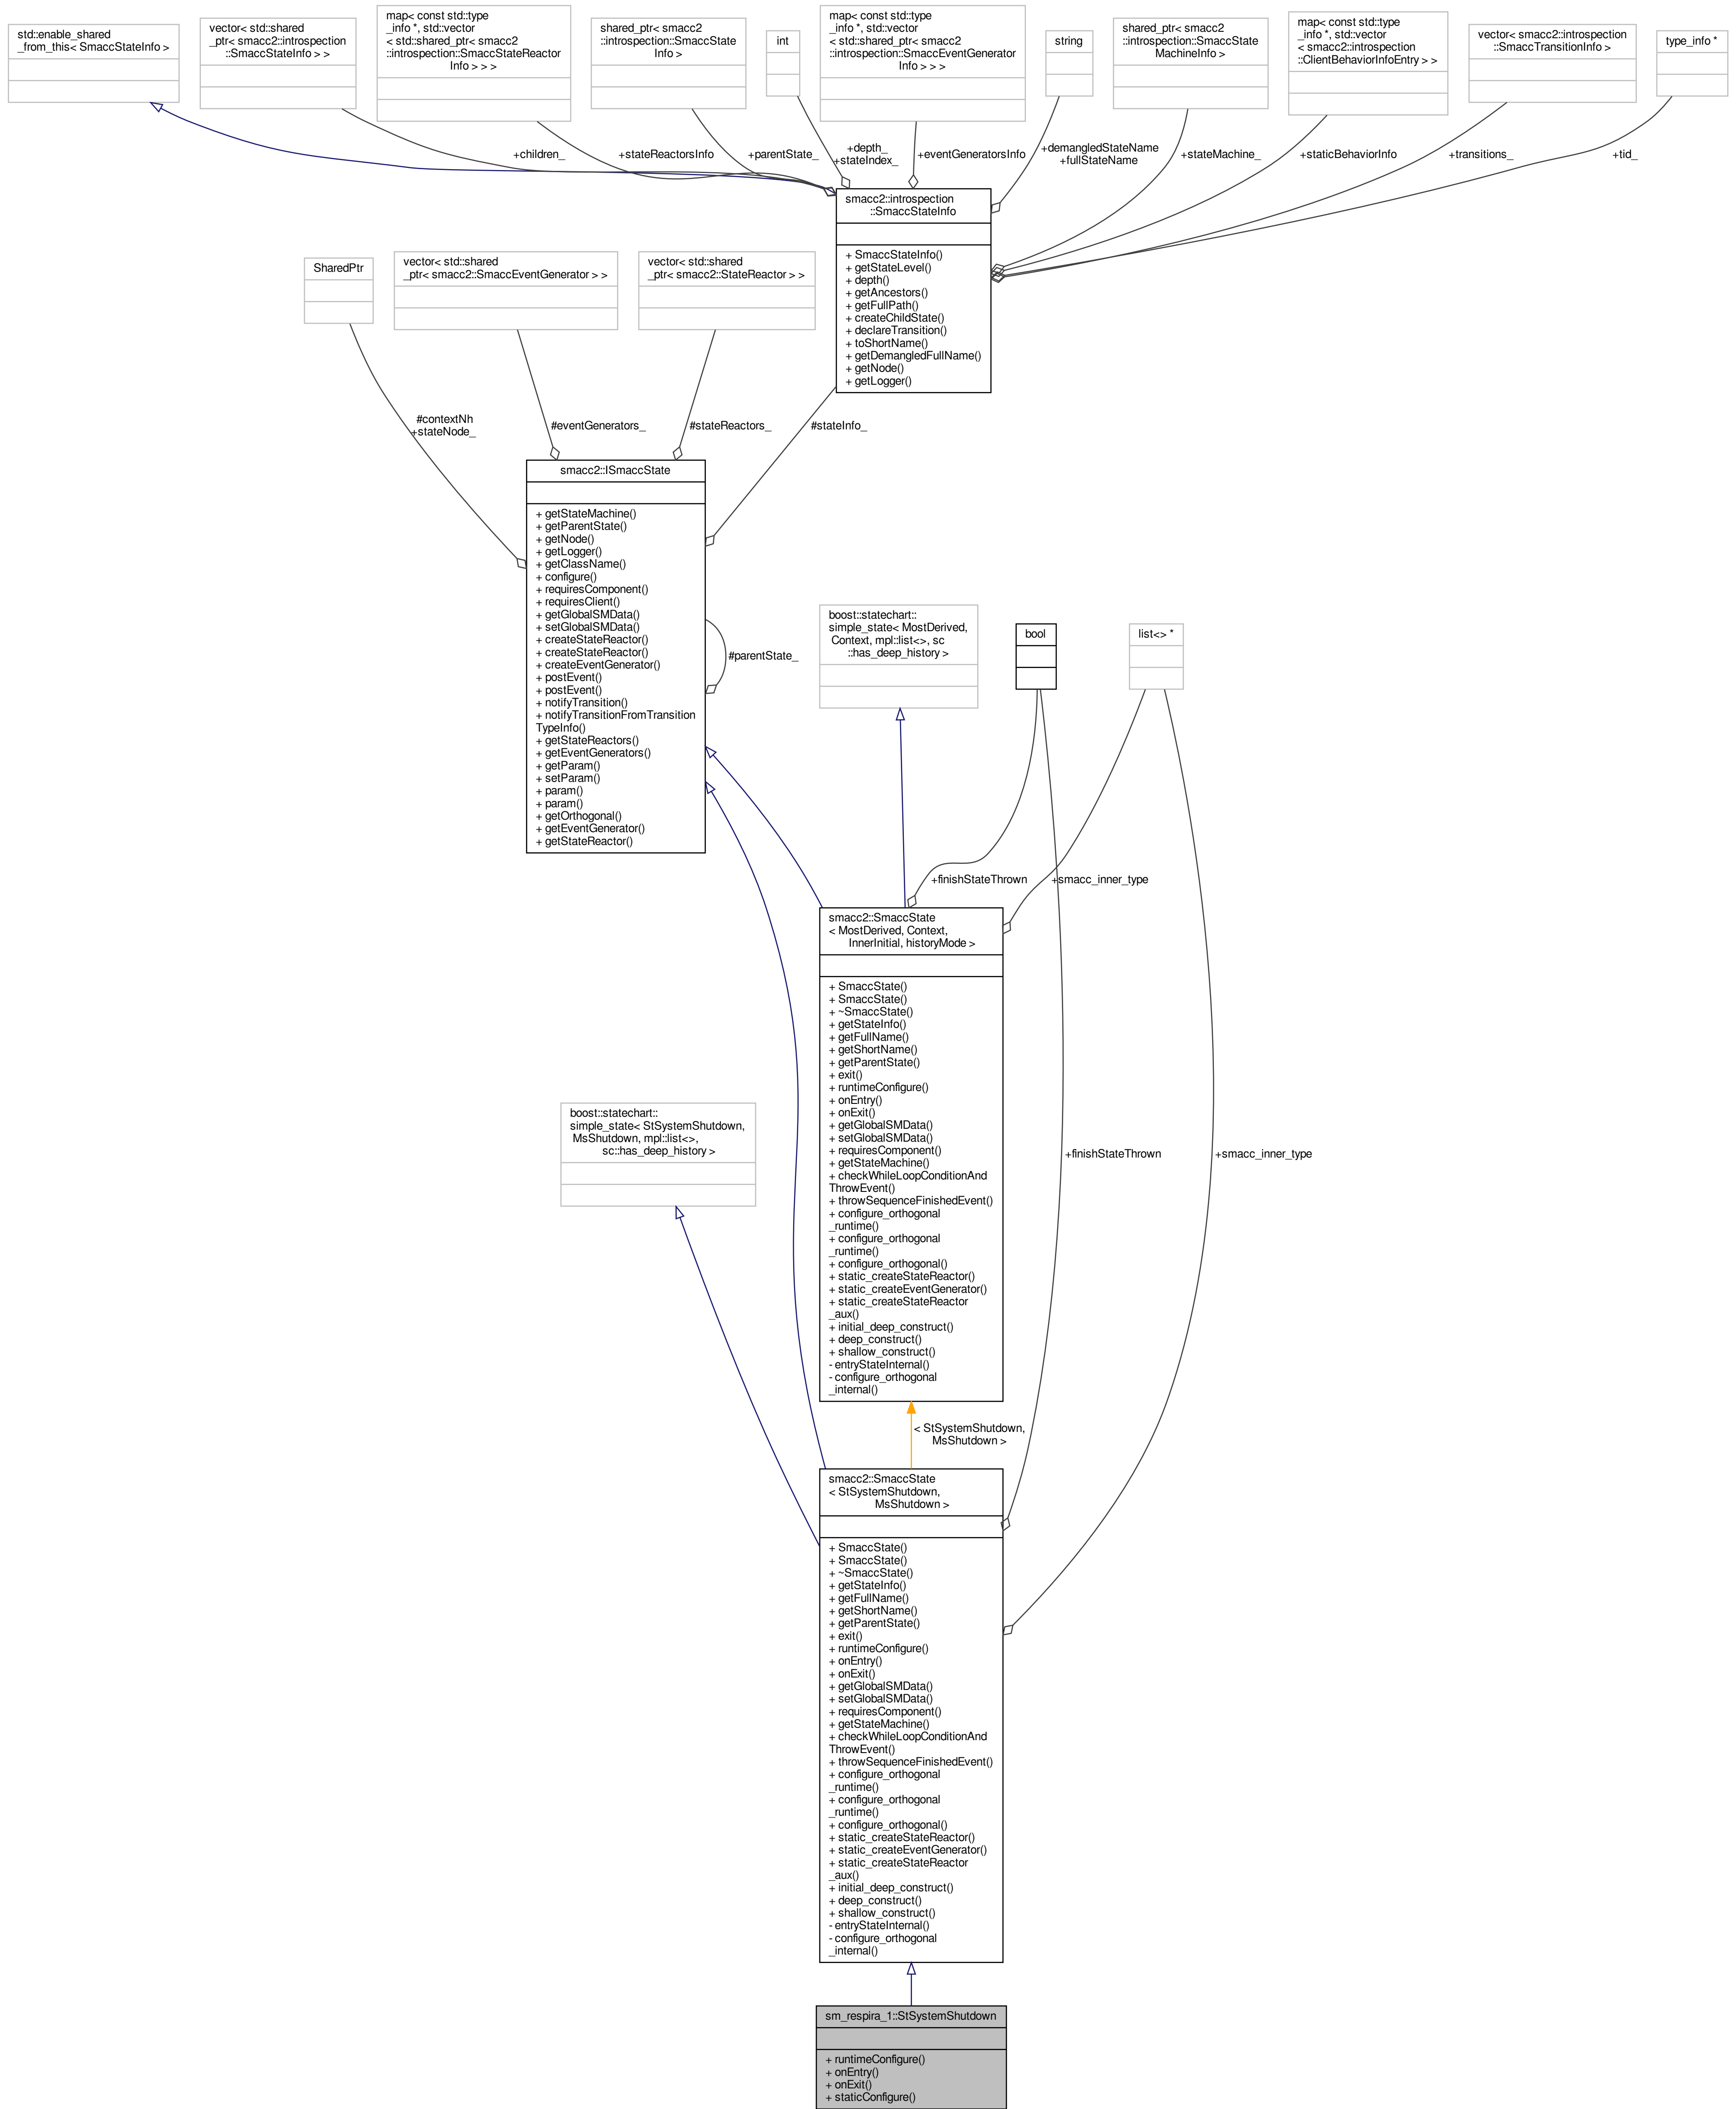 std::enable_shared
_from_this< SmaccStateInfo >
vector< std::shared
_ptr< smacc2::introspection
::SmaccStateInfo > >
map< const std::type
_info *, std::vector
< std::shared_ptr< smacc2
::introspection::SmaccStateReactor
Info > > >
shared_ptr< smacc2
::introspection::SmaccState
Info >
int
map< const std::type
_info *, std::vector
< std::shared_ptr< smacc2
::introspection::SmaccEventGenerator
Info > > >
string
shared_ptr< smacc2
::introspection::SmaccState
MachineInfo >
map< const std::type
_info *, std::vector
< smacc2::introspection
::ClientBehaviorInfoEntry > >
vector< smacc2::introspection
::SmaccTransitionInfo >
type_info *
+children_
+stateReactorsInfo
+parentState_
+depth_
+stateIndex_
+eventGeneratorsInfo
+demangledStateName
+fullStateName
+stateMachine_
+staticBehaviorInfo
+transitions_
+tid_
smacc2::introspection
::SmaccStateInfo
+ SmaccStateInfo()
+ getStateLevel()
+ depth()
+ getAncestors()
+ getFullPath()
+ createChildState()
+ declareTransition()
+ toShortName()
+ getDemangledFullName()
+ getNode()
+ getLogger()
SharedPtr
vector< std::shared
_ptr< smacc2::SmaccEventGenerator > >
vector< std::shared
_ptr< smacc2::StateReactor > >
#contextNh
+stateNode_
#eventGenerators_
#stateReactors_
#stateInfo_
smacc2::ISmaccState
+ getStateMachine()
+ getParentState()
+ getNode()
+ getLogger()
+ getClassName()
+ configure()
+ requiresComponent()
+ requiresClient()
+ getGlobalSMData()
+ setGlobalSMData()
+ createStateReactor()
+ createStateReactor()
+ createEventGenerator()
+ postEvent()
+ postEvent()
+ notifyTransition()
+ notifyTransitionFromTransition
TypeInfo()
+ getStateReactors()
+ getEventGenerators()
+ getParam()
+ setParam()
+ param()
+ param()
+ getOrthogonal()
+ getEventGenerator()
+ getStateReactor()
#parentState_
boost::statechart::
simple_state< MostDerived,
Context, mpl::list<>, sc
::has_deep_history >
bool
list<> *
+finishStateThrown
+smacc_inner_type
smacc2::SmaccState
< MostDerived, Context,
InnerInitial, historyMode >
+ SmaccState()
+ SmaccState()
+ ~SmaccState()
+ getStateInfo()
+ getFullName()
+ getShortName()
+ getParentState()
+ exit()
+ runtimeConfigure()
+ onEntry()
+ onExit()
+ getGlobalSMData()
+ setGlobalSMData()
+ requiresComponent()
+ getStateMachine()
+ checkWhileLoopConditionAnd
ThrowEvent()
+ throwSequenceFinishedEvent()
+ configure_orthogonal
_runtime()
+ configure_orthogonal
_runtime()
+ configure_orthogonal()
+ static_createStateReactor()
+ static_createEventGenerator()
+ static_createStateReactor
_aux()
+ initial_deep_construct()
+ deep_construct()
+ shallow_construct()
- entryStateInternal()
- configure_orthogonal
_internal()
boost::statechart::
simple_state< StSystemShutdown,
MsShutdown, mpl::list<>,
sc::has_deep_history >
+finishStateThrown
+smacc_inner_type
< StSystemShutdown,
MsShutdown >
smacc2::SmaccState
< StSystemShutdown,
MsShutdown >
+ SmaccState()
+ SmaccState()
+ ~SmaccState()
+ getStateInfo()
+ getFullName()
+ getShortName()
+ getParentState()
+ exit()
+ runtimeConfigure()
+ onEntry()
+ onExit()
+ getGlobalSMData()
+ setGlobalSMData()
+ requiresComponent()
+ getStateMachine()
+ checkWhileLoopConditionAnd
ThrowEvent()
+ throwSequenceFinishedEvent()
+ configure_orthogonal
_runtime()
+ configure_orthogonal
_runtime()
+ configure_orthogonal()
+ static_createStateReactor()
+ static_createEventGenerator()
+ static_createStateReactor
_aux()
+ initial_deep_construct()
+ deep_construct()
+ shallow_construct()
- entryStateInternal()
- configure_orthogonal
_internal()
sm_respira_1::StSystemShutdown
+ runtimeConfigure()
+ onEntry()
+ onExit()
+ staticConfigure()